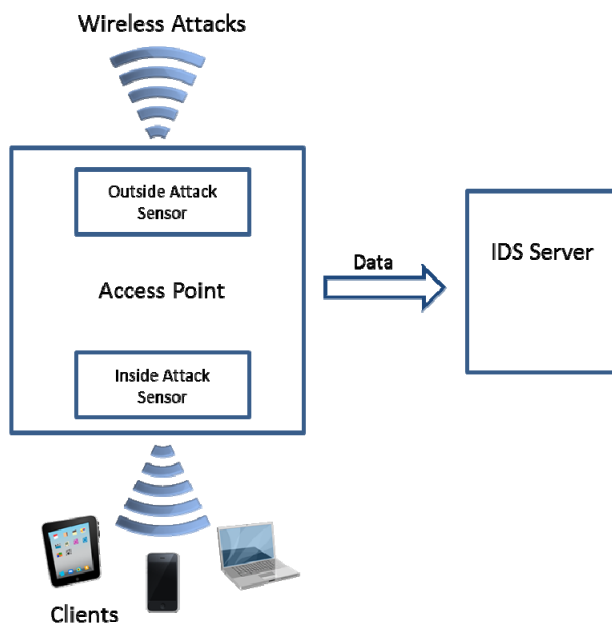 Wireless Attacks
Outside Attack
Sensor
Access Point
Inside Attack
Sensor
Data
IDS Server
Clients